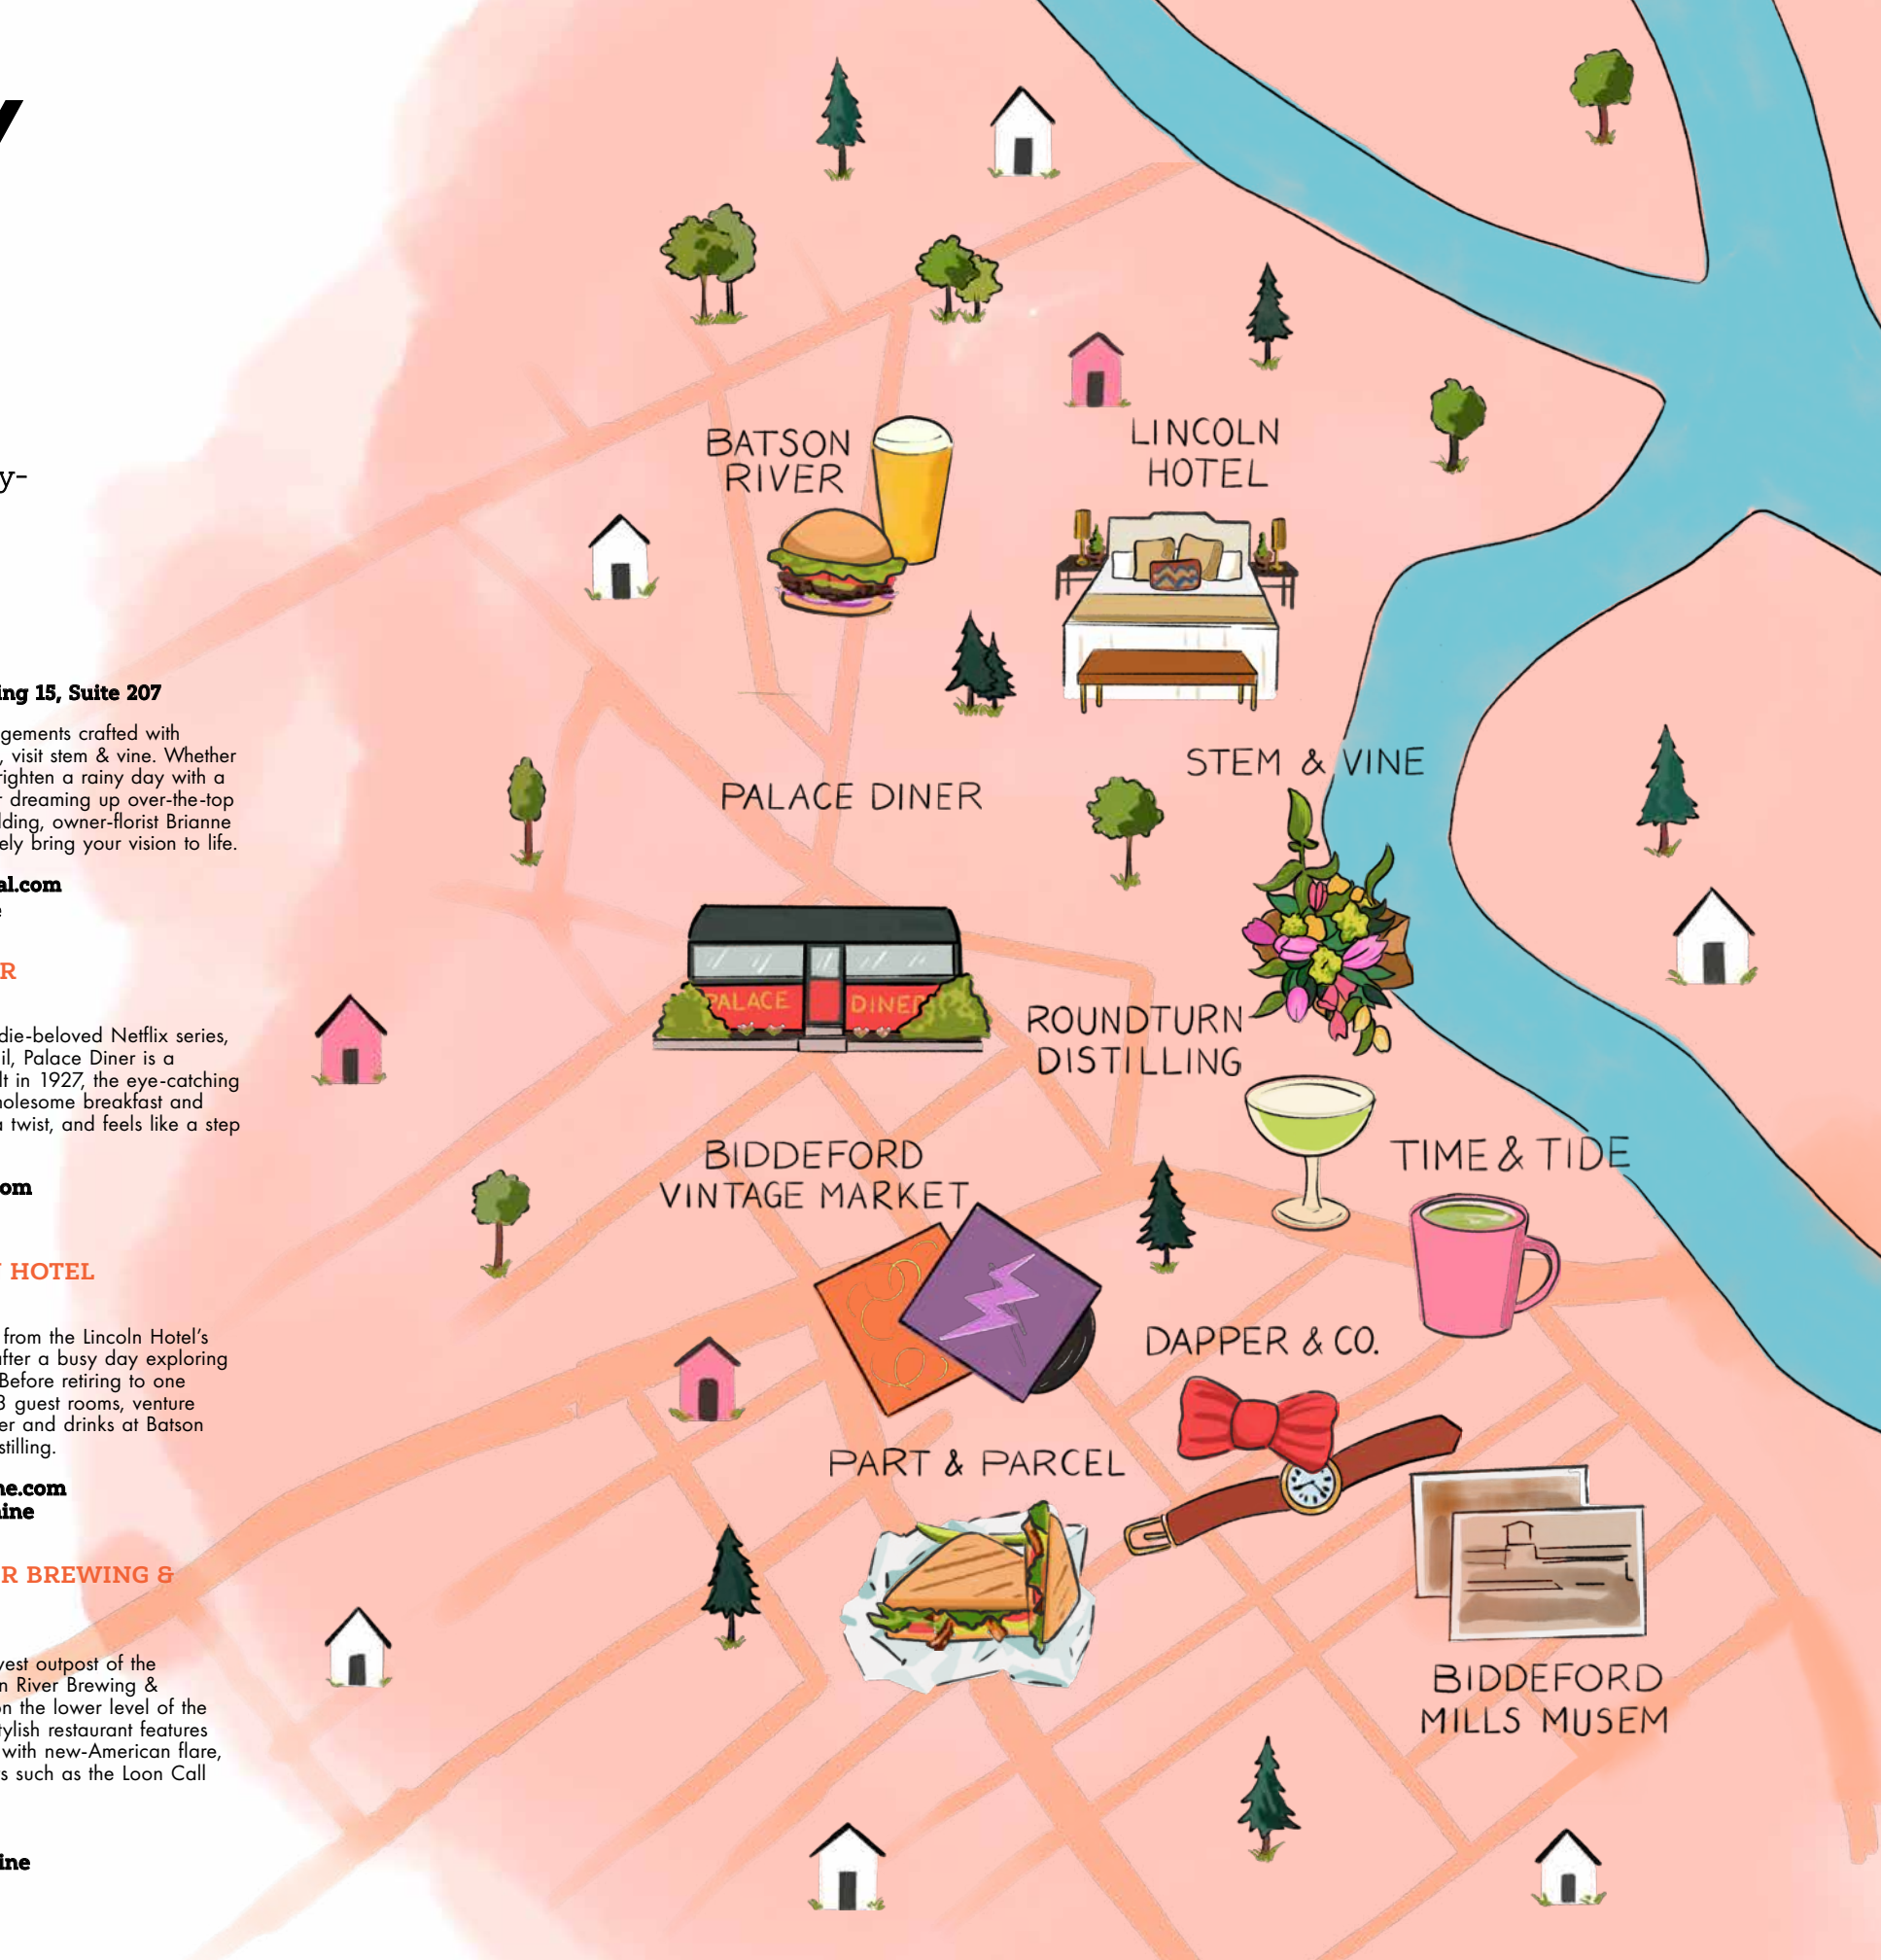 y-
ing 15, Suite 207
gements crafted with
, visit stem & vine. Whether
righten a rainy day with a
r dreaming up over-the-top
lding, owner-florist Brianne
ely bring your vision to life.
al.com
e
R
die-beloved Netflix series,
il, Palace Diner is a
lt in 1927, the eye-catching
holesome breakfast and
a twist, and feels like a step
om
HOTEL
from the Lincoln Hotel's
after a busy day exploring
Before retiring to one
3 guest rooms, venture
er and drinks at Batson
stilling.
ne.com
aine
R BREWING &
vest outpost of the
n River Brewing &
on the lower level of the
tylish restaurant features
with new-American flare,
s such as the Loon Call
ine
BATSON
RIVER
LINCOLN
HOTEL
STEM & VINE
PALACE DINER
PALACE DINER
ROUNDTURN
DISTILLING
BIDDEFORD
VINTAGE MARKET
TIME & TIDE
DAPPER & CO.
PART & PARCEL
BIDDEFORD
MILLS MUSEM